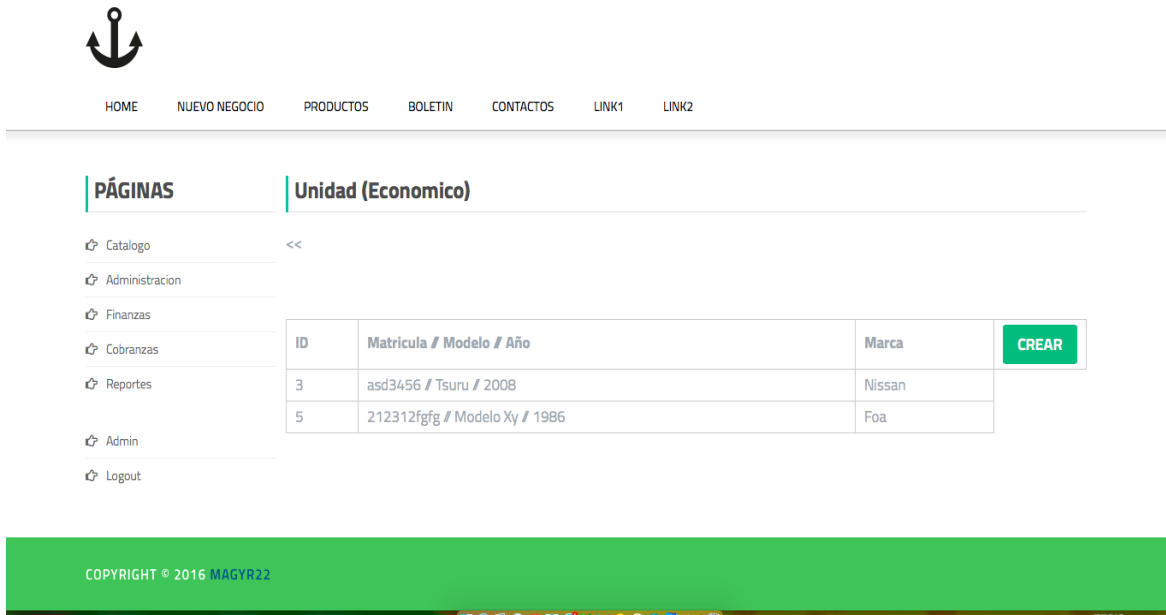 HOME NUEVO NEGOCIO PRODUCTOS BOLETIN CONTACTOS LINK1 LINK2
PÁGINAS
Catalogo
Administracion
Finanzas
Cobranzas
Reportes
Admin
Logout
Unidad (Economico)
<<
ID Matricula // Modelo // Año Marca CREAR
3 asd3456 // Tsuru // 2008 Nissan
5 212312fgfg // Modelo Xy // 1986 Foa
COPYRIGHT © 2016 MAGYR22